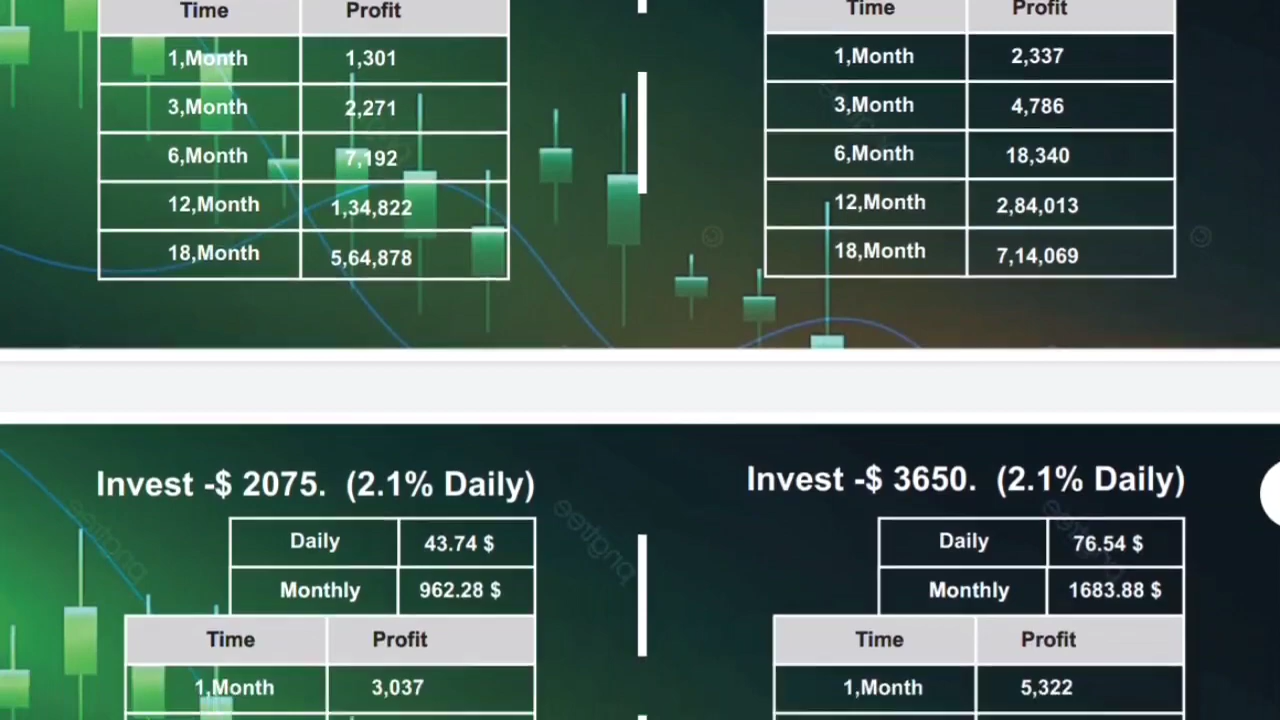 Time Profit
1,Month 1,301
3,Month 2,271
6,Month 7,192
12,Month 1,34,822
18,Month 5,64,878
Time Profit
1,Month 2,337
3,Month 4,786
6,Month 18,340
12,Month 2,84,013
18,Month 7,14,069
Invest -$ 2075. (2.1% Daily)
Daily 43.74 $
Monthly 962.28 $
Time Profit
1,Month 3,037
Invest -$ 3650. (2.1% Daily)
Daily 76.54 $
Monthly 1683.88 $
Time Profit
1,Month 5,322